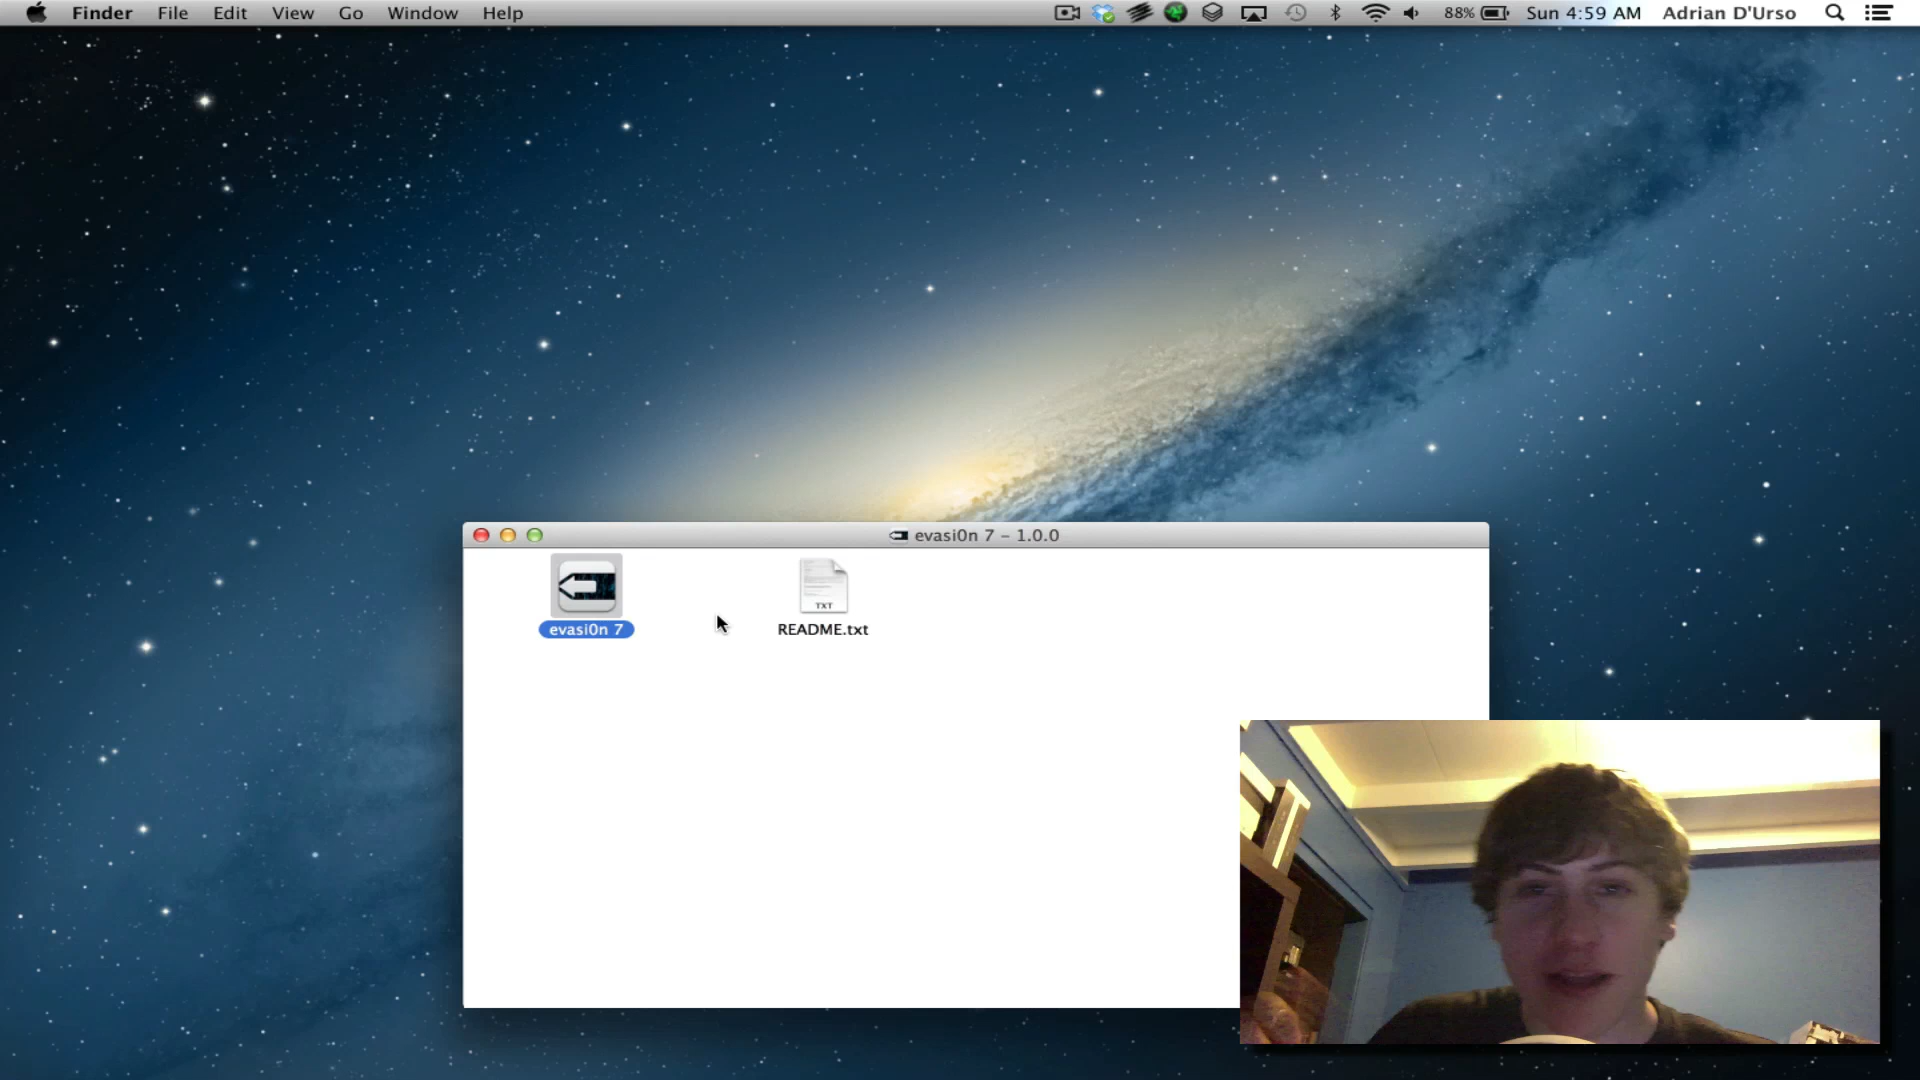 Finder File Edit View Go Window Help 88% Sun 4:59 AM Adrian D'Urso
evasi0n 7 – 1.0.0
TXT
evasi0n 7 README.txt